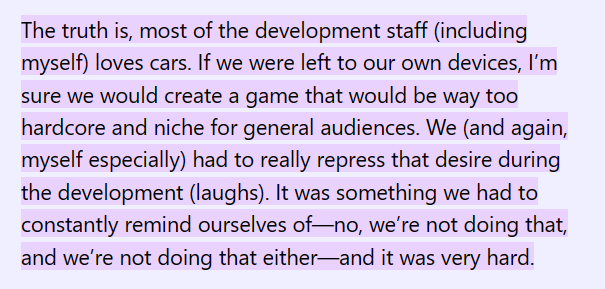 The truth is, most of the development staff (including
myself) loves cars. If we were left to our own devices, I’m
sure we would create a game that would be way too
hardcore and niche for general audiences. We (and again,
myself especially) had to really repress that desire during
the development (laughs). It was something we had to
constantly remind ourselves of—no, we’re not doing that,
and we’re not doing that either—and it was very hard.